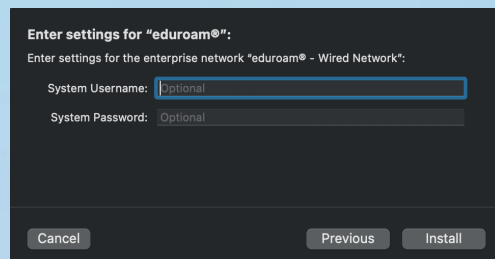 Enter settings for “eduroam®”:
Enter settings for the enterprise network “eduroam® - Wired Network”:
System Username: Optional
System Password: Optional
Cancel Previous Install